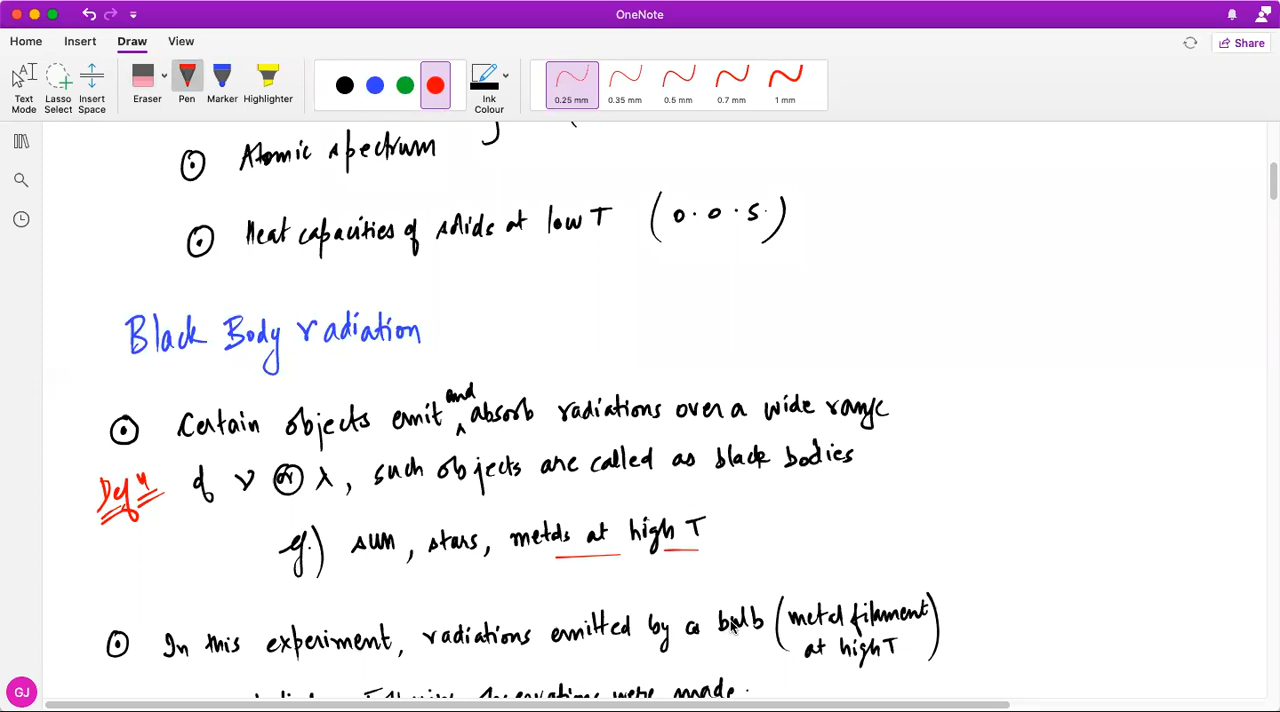 OneNote
Home Insert Draw View
Share
Text Mode
Lasso Select
Insert Space
Eraser
Pen
Marker
Highlighter
Ink Colour
0.25 mm
0.35 mm
0.5 mm
0.7 mm
1 mm
Atomic spectrum
Heat capacities of solids at low T (O.O.S.)
Black Body radiation
Certain objects emit and absorb radiations over a wide range
Defn of ν or λ, such objects are called as black bodies
eg.) sun, stars, metals at high T
In this experiment, radiations emitted by a bulb (metal filament
at high T)
observations were made.
GJ